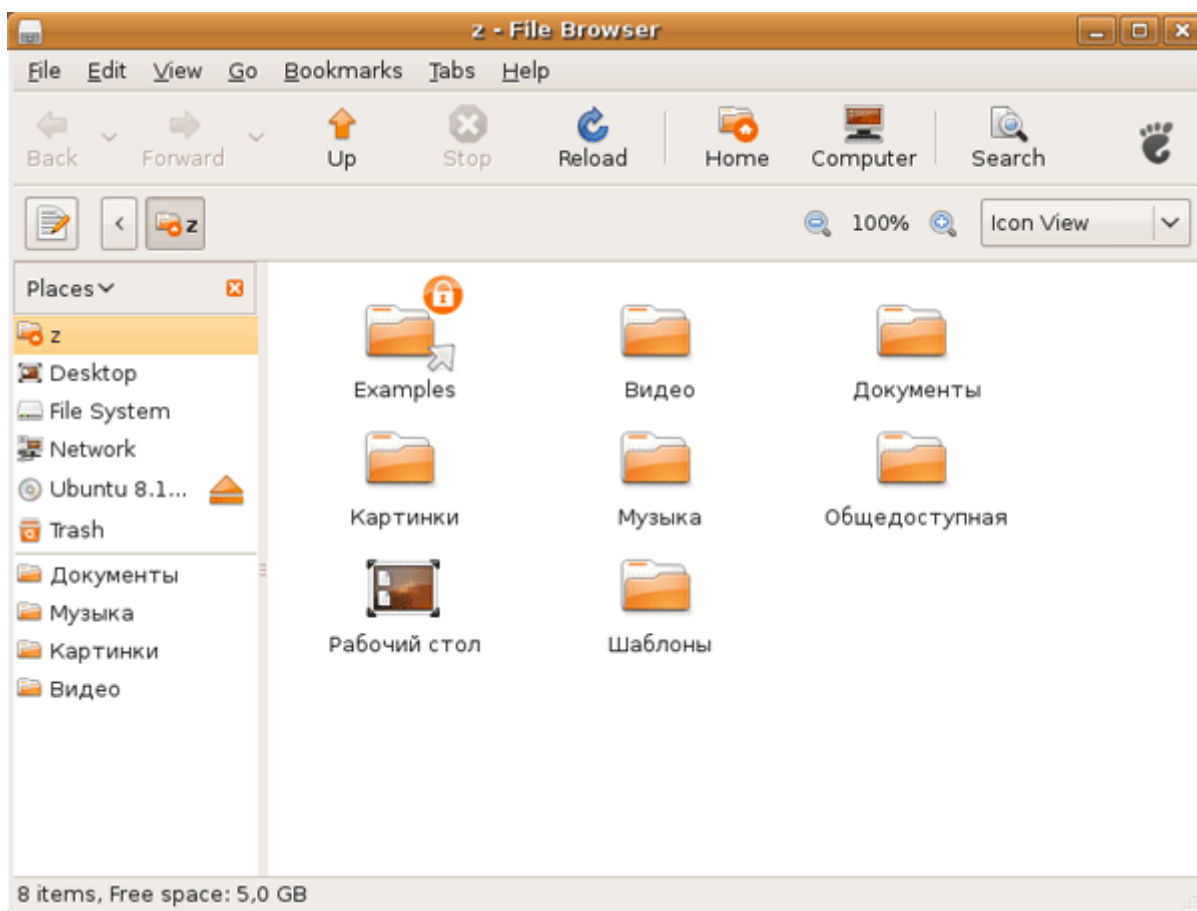 z - File Browser
File Edit View Go Bookmarks Tabs Help
Back Forward Up Stop Reload Home Computer Search
z 100% Icon View
Places
z
Desktop
File System
Network
Ubuntu 8.1...
Trash
Документы
Музыка
Картинки
Видео
Examples Видео Документы
Картинки Музыка Общедоступная
Рабочий стол Шаблоны
8 items, Free space: 5,0 GB